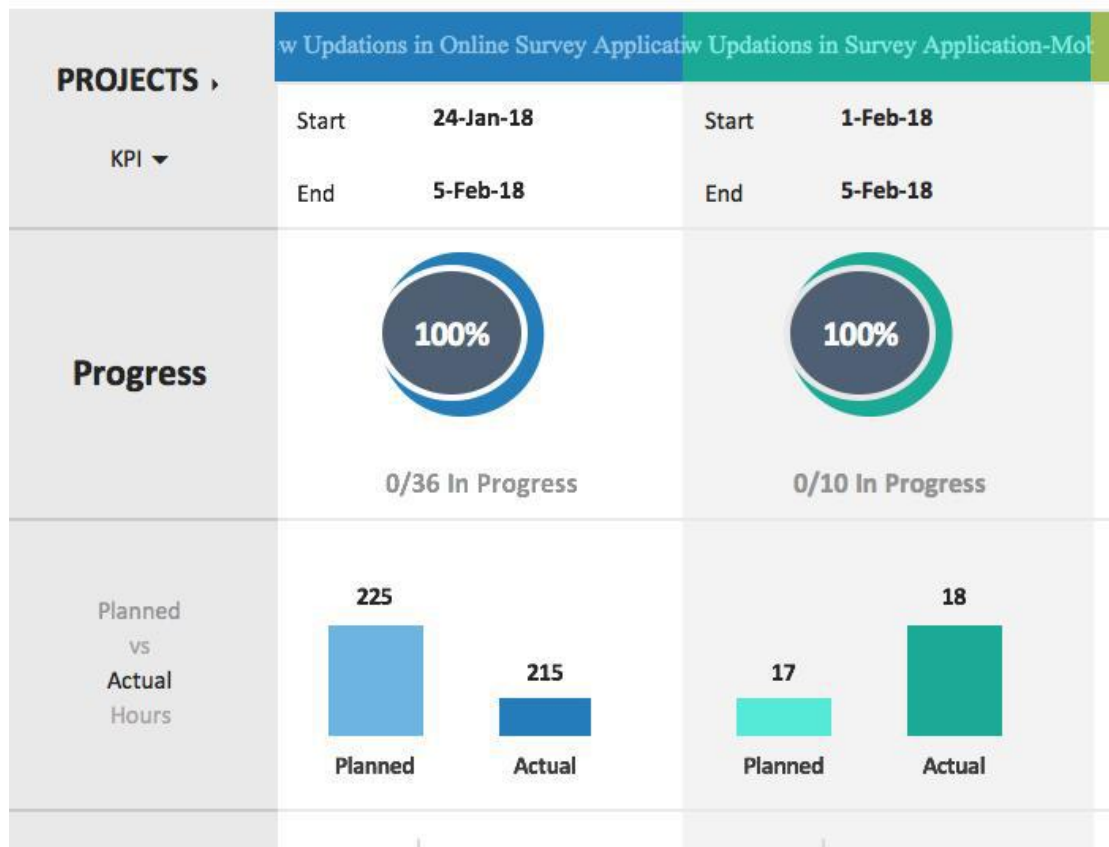 w Updations in Online Survey Applicati
w Updations in Survey Application-Mob
PROJECTS
KPI
Start 24-Jan-18
End 5-Feb-18
Start 1-Feb-18
End 5-Feb-18
Progress
100%
0/36 In Progress
100%
0/10 In Progress
Planned
vs
Actual
Hours
225
215
Planned Actual
17
18
Planned Actual